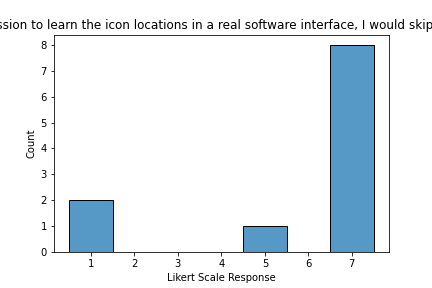 ssion to learn the icon locations in a real software interface, I would skip
8
7
6
5
4
3
2
1
0
Count
1 2 3 4 5 6 7
Likert Scale Response